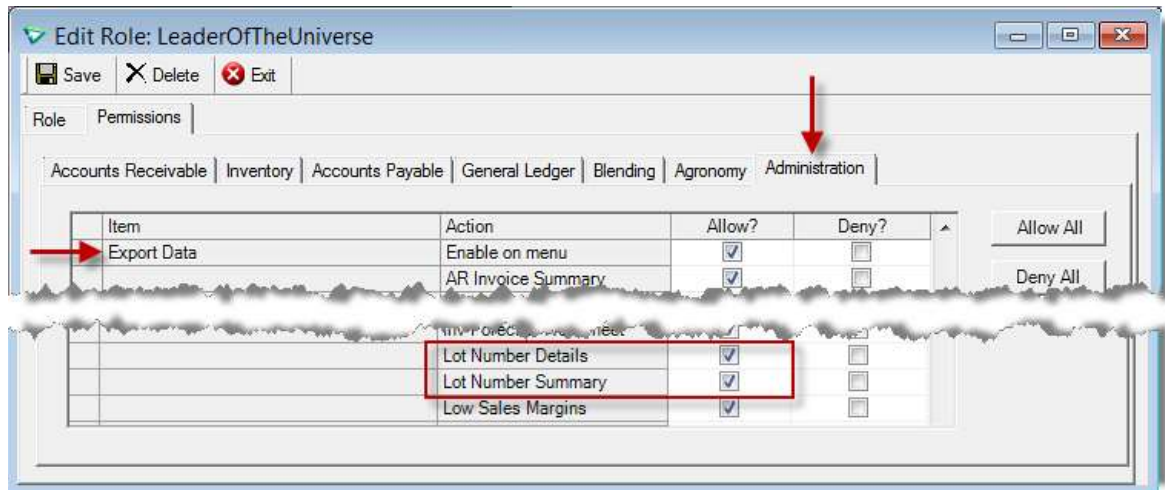 Edit Role: LeaderOfTheUniverse
Save Delete Exit
Role Permissions
Accounts Receivable Inventory Accounts Payable General Ledger Blending Agronomy Administration
Item Action Allow? Deny? Allow All
Export Data Enable on menu
AR Invoice Summary Deny All
Lot Number Details
Lot Number Summary
Low Sales Margins